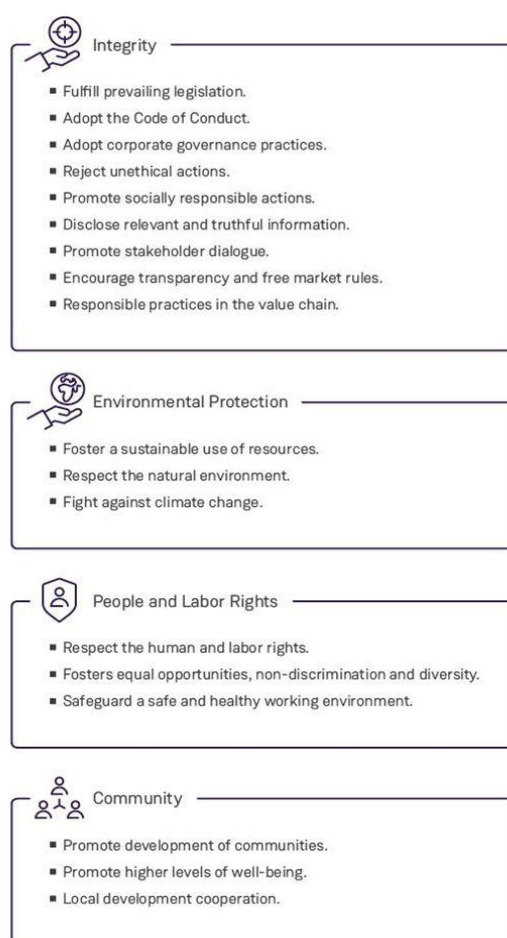 Integrity
▪ Fulfill prevailing legislation.
▪ Adopt the Code of Conduct.
▪ Adopt corporate governance practices.
▪ Reject unethical actions.
▪ Promote socially responsible actions.
▪ Disclose relevant and truthful information.
▪ Promote stakeholder dialogue.
▪ Encourage transparency and free market rules.
▪ Responsible practices in the value chain.
Environmental Protection
▪ Foster a sustainable use of resources.
▪ Respect the natural environment.
▪ Fight against climate change.
People and Labor Rights
▪ Respect the human and labor rights.
▪ Fosters equal opportunities, non-discrimination and diversity.
▪ Safeguard a safe and healthy working environment.
Community
▪ Promote development of communities.
▪ Promote higher levels of well-being.
▪ Local development cooperation.